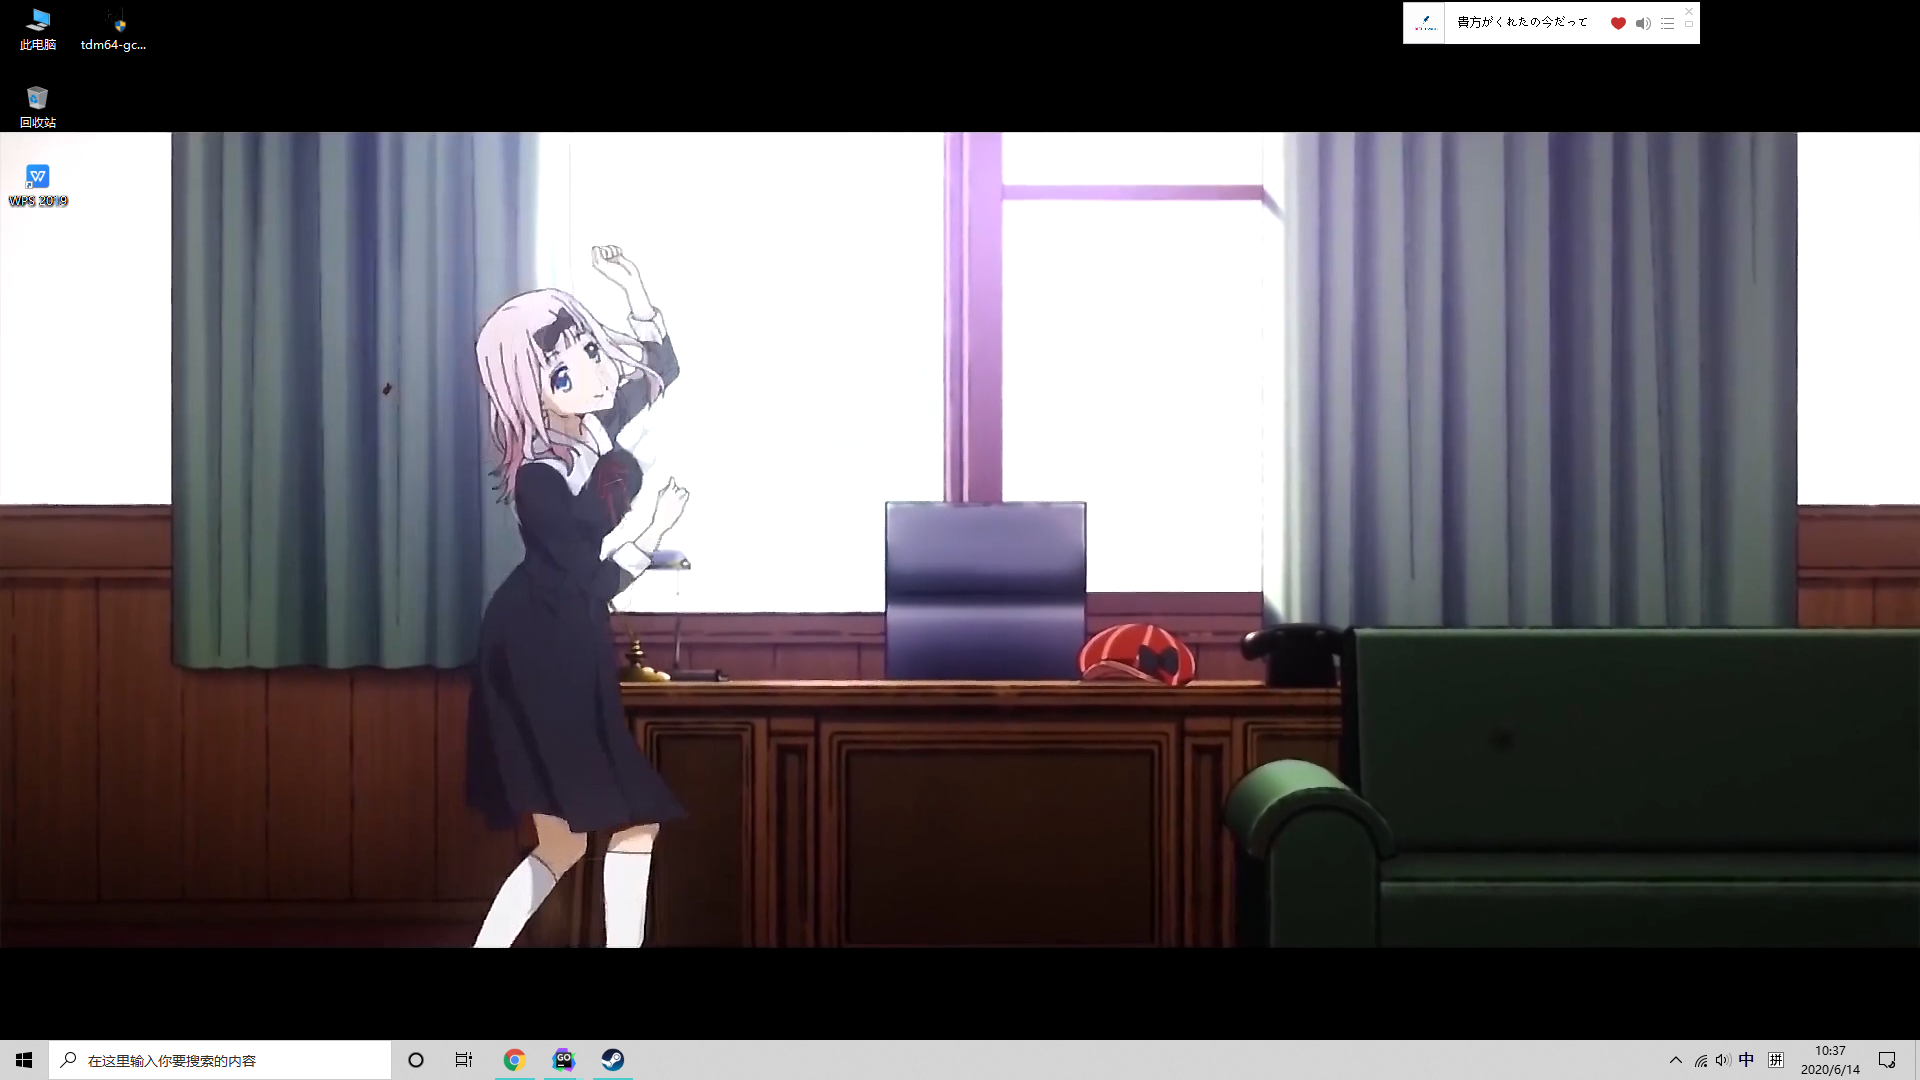 此电脑
tdm64-gc...
貴方がくれたの今だって
回收站
WPS 2019
在这里输入你要搜索的内容
GO
中
拼
10:37
2020/6/14